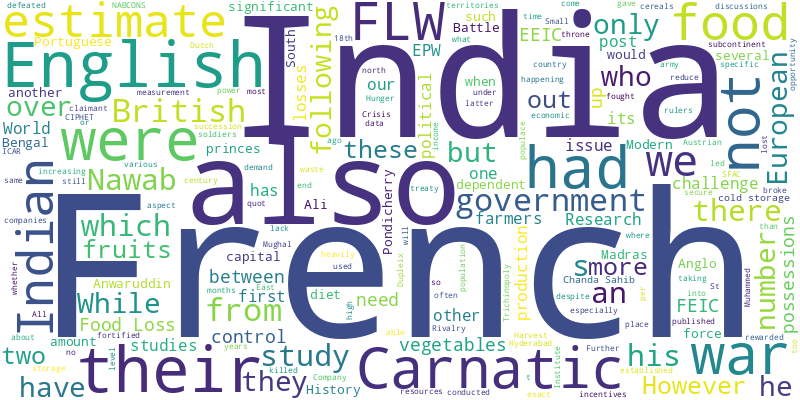 India
French
also
Carnatic
English
FLW
Indian
were
war
had
their
not
estimate
food
from
but
we
an
who
these
government
study
his
he
have
they
only
European
British
Nawab
which
While
over
two
fruits
following
out
there
more
number
However
possessions
challenge
political
farmers
Research
vegetables
production
FEIC
EEIC
EPW
Food Loss
studies
control
between
need
other
Pondicherry
Anwaruddin
Chanda Sahib
Portuguese
significant
Battle
such
South
losses
our
when
would
several
post
its
up
issue
Modern
World
Bengal
another
princes
has
Ali
one
dependent
capital
first
diet
Madras
Anglo
force
cold storage
Trichinopoly
Company
History
amount
defeated
NABCONS
Dutch
measurement
power
most
claimant
CIPHET
or
succession
soldiers
ICAR
ago
various
waste
same
increasing
still
century
demand
end
quot
treaty
lack
Mughal
companies
aspect
whether
All
months
East
heavily
used
Dupleix
will
high
population
so
often
income
Rivalry
able
fortified
about
no
level
years
storage
killed
resources
conducted
t
Institute
exact
established
incentives
Further
Harvest
Hyderabad
per
place
published
rewarded
despite
especially
taking
into
than
St
Muhammed
lost
too
where
specific
SFAC
secure
broke
led
Austrian
opportunity
subcontinent
discussions
cereals
gave
throne
army
reduce
fought
rulers
happening
country
economic
time
Small
come
18th
territories
what
north
under
latter
Hunger
Crisis
data
populace